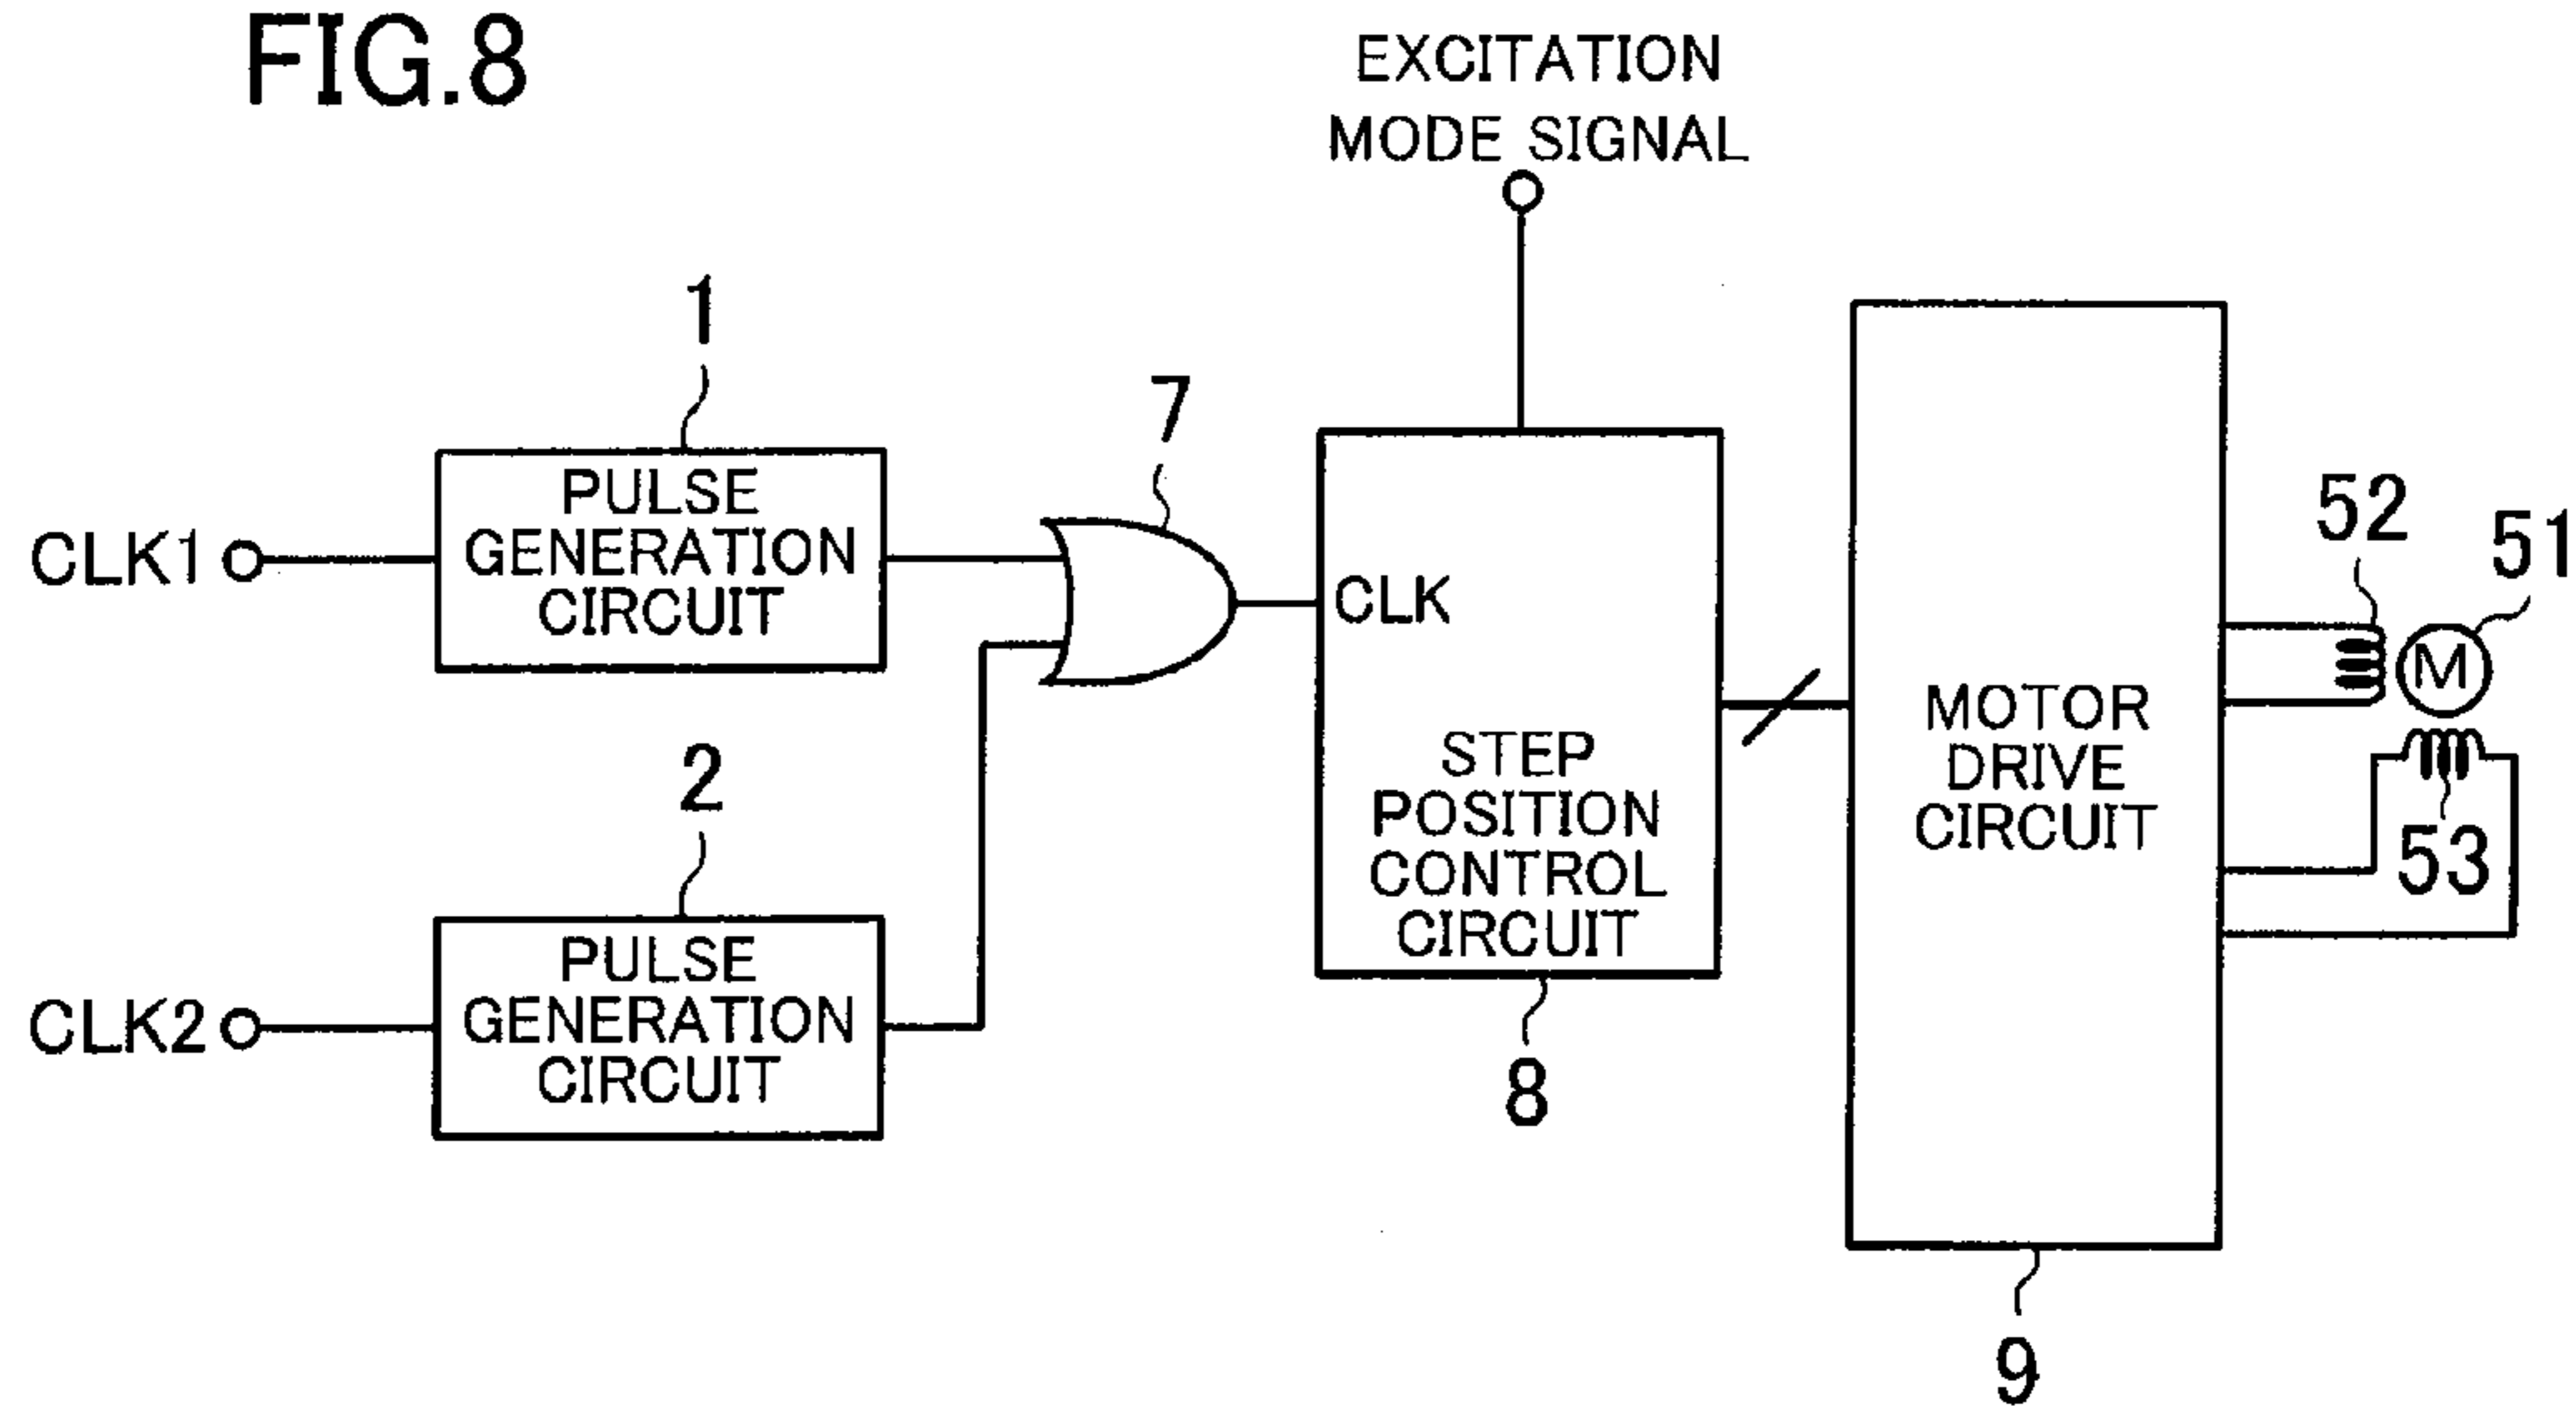 FIG.8
EXCITATION
MODE SIGNAL
1
7
CLK1
PULSE
GENERATION
CIRCUIT
CLK
2
CLK2
PULSE
GENERATION
CIRCUIT
STEP
POSITION
CONTROL
CIRCUIT
8
MOTOR
DRIVE
CIRCUIT
9
52
51
M
53